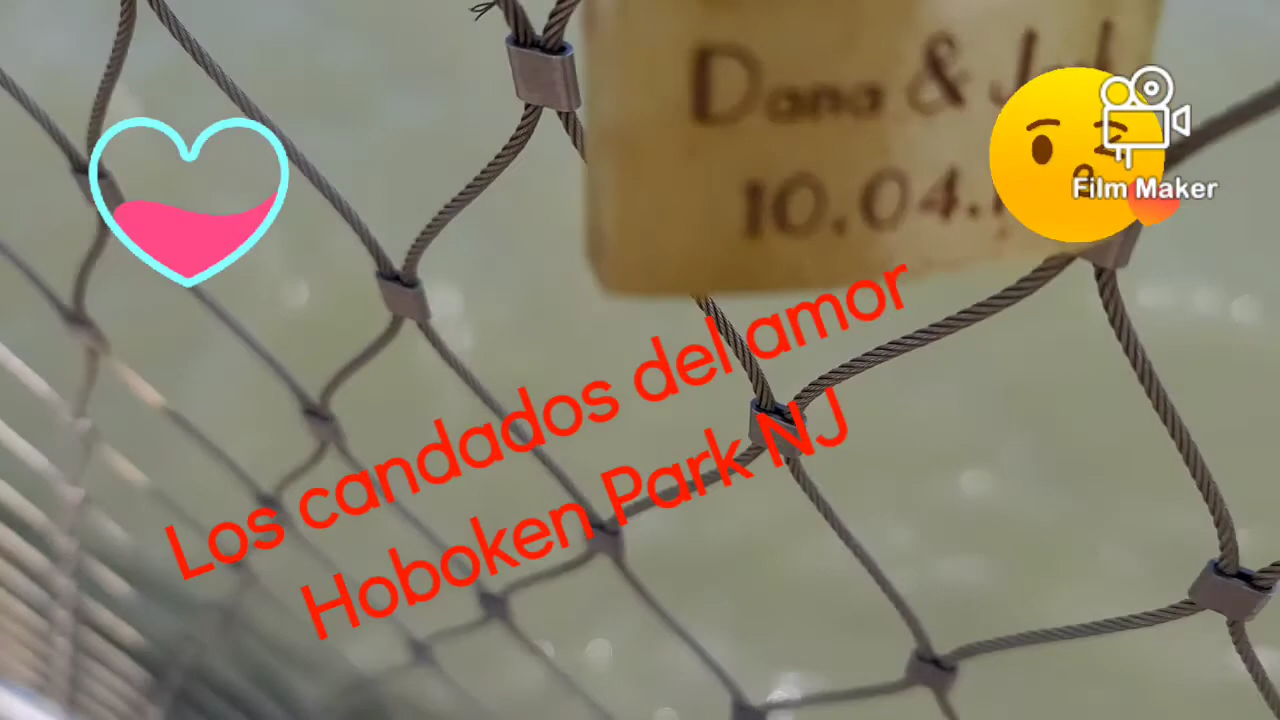 Dana &
10.04.
Film Maker
Los candados del amor
Hoboken Park NJ